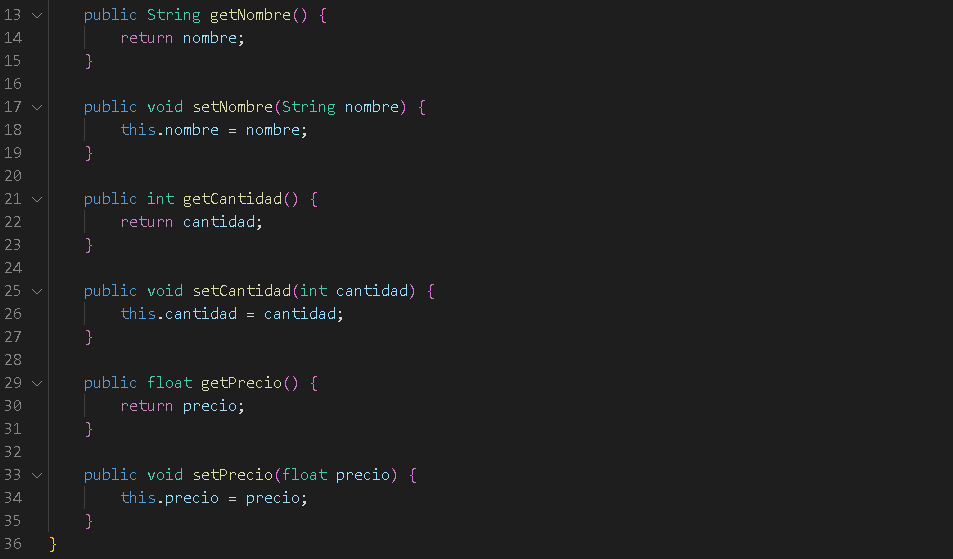 13 public String getNombre() {
14 return nombre;
15 }
16
17 public void setNombre(String nombre) {
18 this.nombre = nombre;
19 }
20
21 public int getCantidad() {
22 return cantidad;
23 }
24
25 public void setCantidad(int cantidad) {
26 this.cantidad = cantidad;
27 }
28
29 public float getPrecio() {
30 return precio;
31 }
32
33 public void setPrecio(float precio) {
34 this.precio = precio;
35 }
36 }